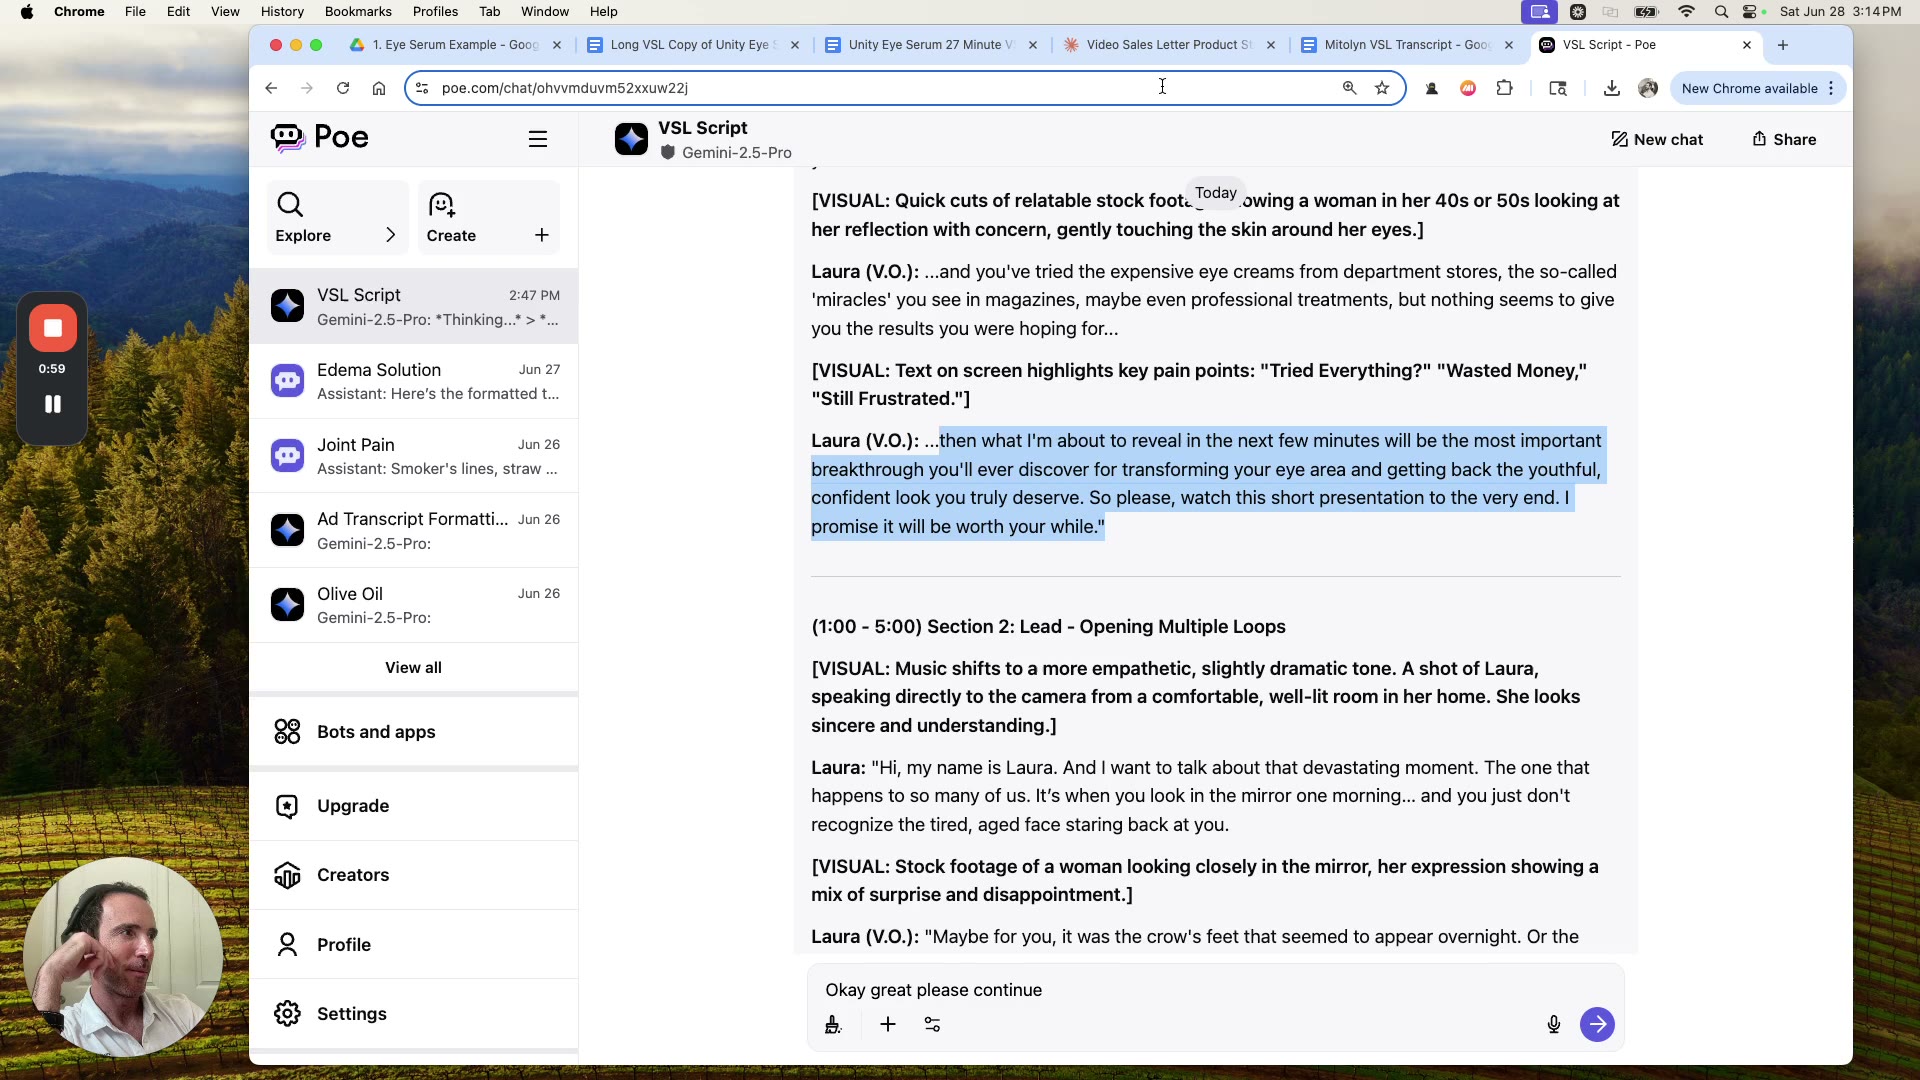 Chrome File Edit View History Bookmarks Profiles Tab Window Help
Sat Jun 28 3:14 PM
1. Eye Serum Example - Goog
Long VSL Copy of Unity Eye S
Unity Eye Serum 27 Minute V
Video Sales Letter Product St
Mitolyn VSL Transcript - Goog
VSL Script - Poe
poe.com/chat/ohvvmduvm52xxuw22j
New Chrome available
Poe
Explore
Create
VSL Script 2:47 PM
Gemini-2.5-Pro: *Thinking...* > *...
Edema Solution Jun 27
Assistant: Here's the formatted t...
Joint Pain Jun 26
Assistant: Smoker's lines, straw ...
Ad Transcript Formatti... Jun 26
Gemini-2.5-Pro:
Olive Oil Jun 26
Gemini-2.5-Pro:
View all
Bots and apps
Upgrade
Creators
Profile
Settings
0:59
VSL Script
Gemini-2.5-Pro
New chat
Share
Today
[VISUAL: Quick cuts of relatable stock foota owing a woman in her 40s or 50s looking at
her reflection with concern, gently touching the skin around her eyes.]
Laura (V.O.): ...and you've tried the expensive eye creams from department stores, the so-called
'miracles' you see in magazines, maybe even professional treatments, but nothing seems to give
you the results you were hoping for...
[VISUAL: Text on screen highlights key pain points: "Tried Everything?" "Wasted Money,"
"Still Frustrated."]
Laura (V.O.): ...then what I'm about to reveal in the next few minutes will be the most important
breakthrough you'll ever discover for transforming your eye area and getting back the youthful,
confident look you truly deserve. So please, watch this short presentation to the very end. I
promise it will be worth your while."
(1:00 - 5:00) Section 2: Lead - Opening Multiple Loops
[VISUAL: Music shifts to a more empathetic, slightly dramatic tone. A shot of Laura,
speaking directly to the camera from a comfortable, well-lit room in her home. She looks
sincere and understanding.]
Laura: "Hi, my name is Laura. And I want to talk about that devastating moment. The one that
happens to so many of us. It's when you look in the mirror one morning... and you just don't
recognize the tired, aged face staring back at you.
[VISUAL: Stock footage of a woman looking closely in the mirror, her expression showing a
mix of surprise and disappointment.]
Laura (V.O.): "Maybe for you, it was the crow's feet that seemed to appear overnight. Or the
Okay great please continue